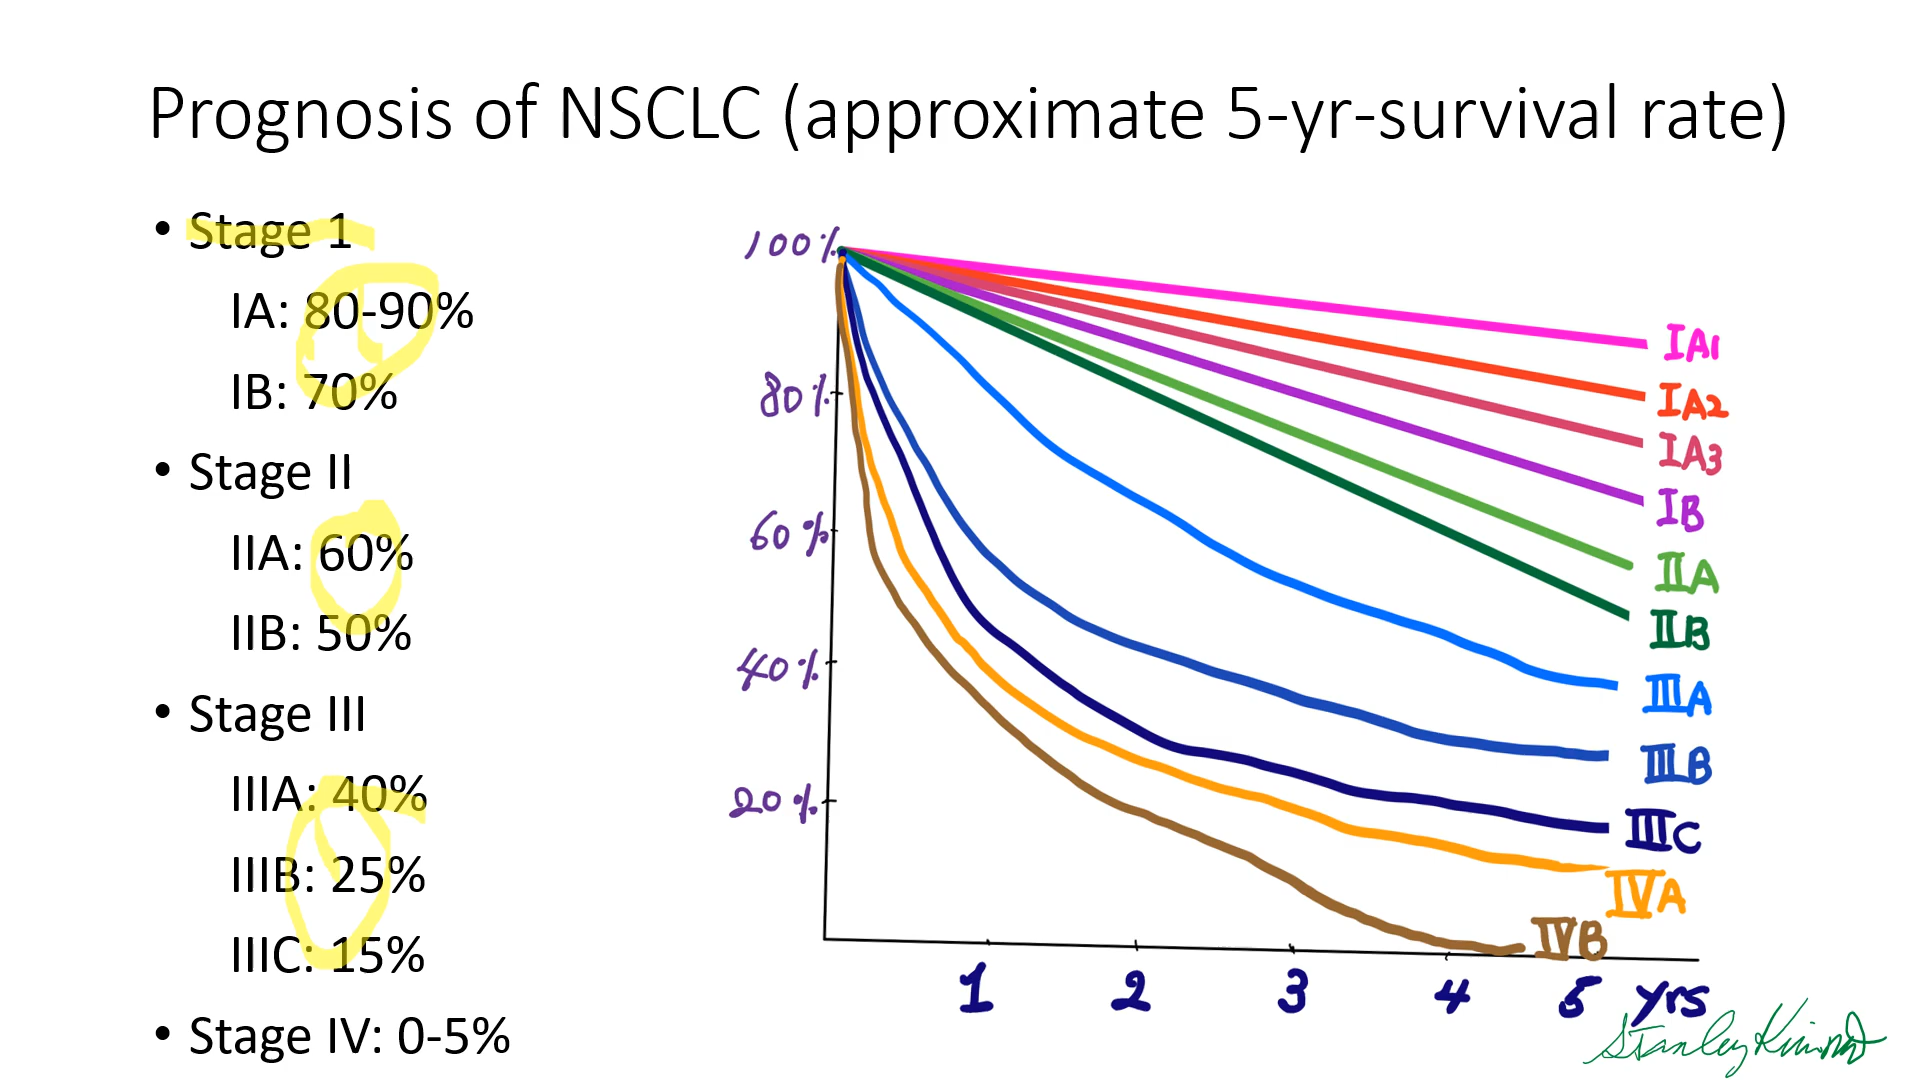 Prognosis of NSCLC (approximate 5-yr-survival rate)
• Stage 1
IA: 80-90%
IB: 70%
• Stage II
IIA: 60%
IIB: 50%
• Stage III
IIIA: 40%
IIIB: 25%
IIIC: 15%
• Stage IV: 0-5%
100%
80%
60%
40%
20%
IA1
IA2
IA3
IB
IIA
IIB
IIIA
IIIB
IIIC
IVA
IVB
1 2 3 4 5 yrs
Stanley Kim